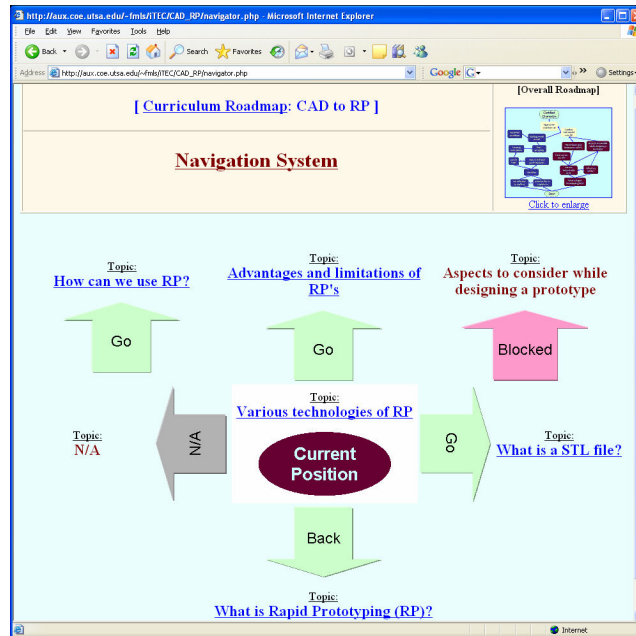 http://aux.coe.utsa.edu/~fmls/iTEC/CAD_RP/navigator.php - Microsoft Internet Explorer
File Edit View Favorites Tools Help
Back Search Favorites
Address http://aux.coe.utsa.edu/~fmls/iTEC/CAD_RP/navigator.php Google G Settings
[ Curriculum Roadmap: CAD to RP ]
[Overall Roadmap]
Navigation System
Click to enlarge
Topic:
How can we use RP?
Topic:
Advantages and limitations of
RP's
Topic:
Aspects to consider while
designing a prototype
Go
Go
Blocked
Topic:
N/A
N/A
Topic:
Various technologies of RP
Current
Position
Go
Topic:
What is a STL file?
Back
Topic:
What is Rapid Prototyping (RP)?
Internet